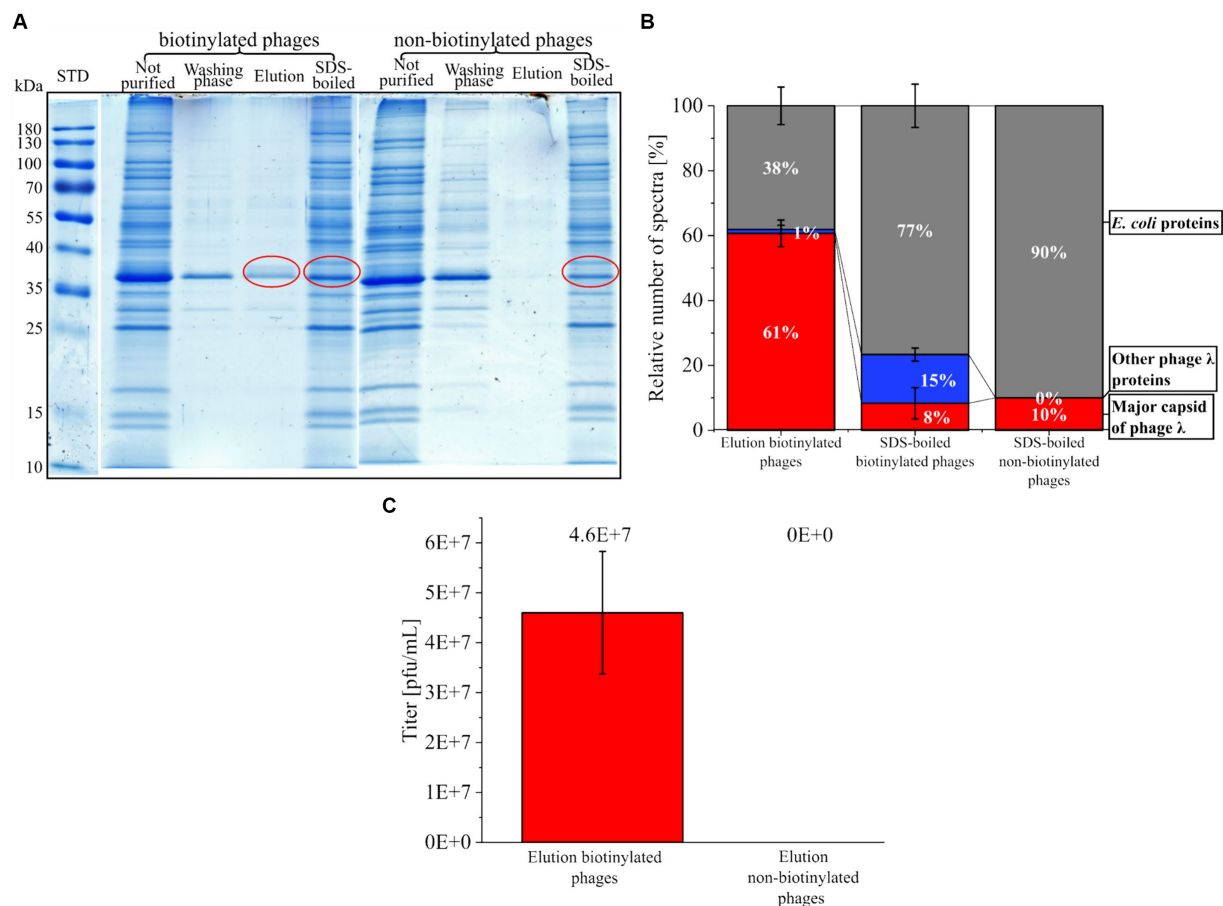 A
biotinylated phages
non-biotinylated phages
kDa
STD
Not
purified
Washing
phase
Elution
SDS-
boiled
Not
purified
Washing
phase
Elution
SDS-
boiled
180
130
100
70
55
40
35
25
15
10
B
Relative number of spectra [%]
100
80
60
40
20
0
38%
1%
61%
77%
15%
8%
90%
0%
10%
E. coli proteins
Other phage λ
proteins
Major capsid
of phage λ
Elution biotinylated
phages
SDS-boiled
biotinylated phages
SDS-boiled
non-biotinylated
phages
C
Titer [pfu/mL]
6E+7
5E+7
4E+7
3E+7
2E+7
1E+7
0E+0
4.6E+7
0E+0
Elution biotinylated
phages
Elution
non-biotinylated
phages